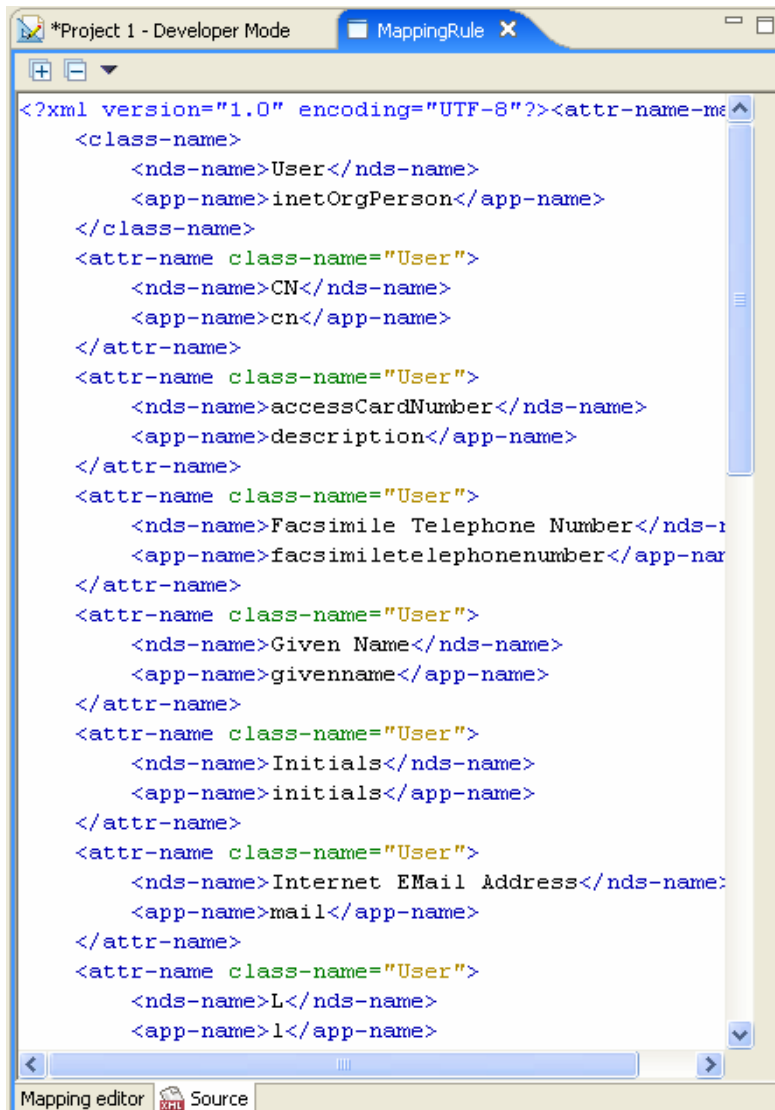 *Project 1 - Developer Mode MappingRule
<?xml version="1.0" encoding="UTF-8"?><attr-name-ma
<class-name>
<nds-name>User</nds-name>
<app-name>inetOrgPerson</app-name>
</class-name>
<attr-name class-name="User">
<nds-name>CN</nds-name>
<app-name>cn</app-name>
</attr-name>
<attr-name class-name="User">
<nds-name>accessCardNumber</nds-name>
<app-name>description</app-name>
</attr-name>
<attr-name class-name="User">
<nds-name>Facsimile Telephone Number</nds-n
<app-name>facsimiletelephonenumber</app-nam
</attr-name>
<attr-name class-name="User">
<nds-name>Given Name</nds-name>
<app-name>givenname</app-name>
</attr-name>
<attr-name class-name="User">
<nds-name>Initials</nds-name>
<app-name>initials</app-name>
</attr-name>
<attr-name class-name="User">
<nds-name>Internet EMail Address</nds-name>
<app-name>mail</app-name>
</attr-name>
<attr-name class-name="User">
<nds-name>L</nds-name>
<app-name>l</app-name>
Mapping editor XML Source